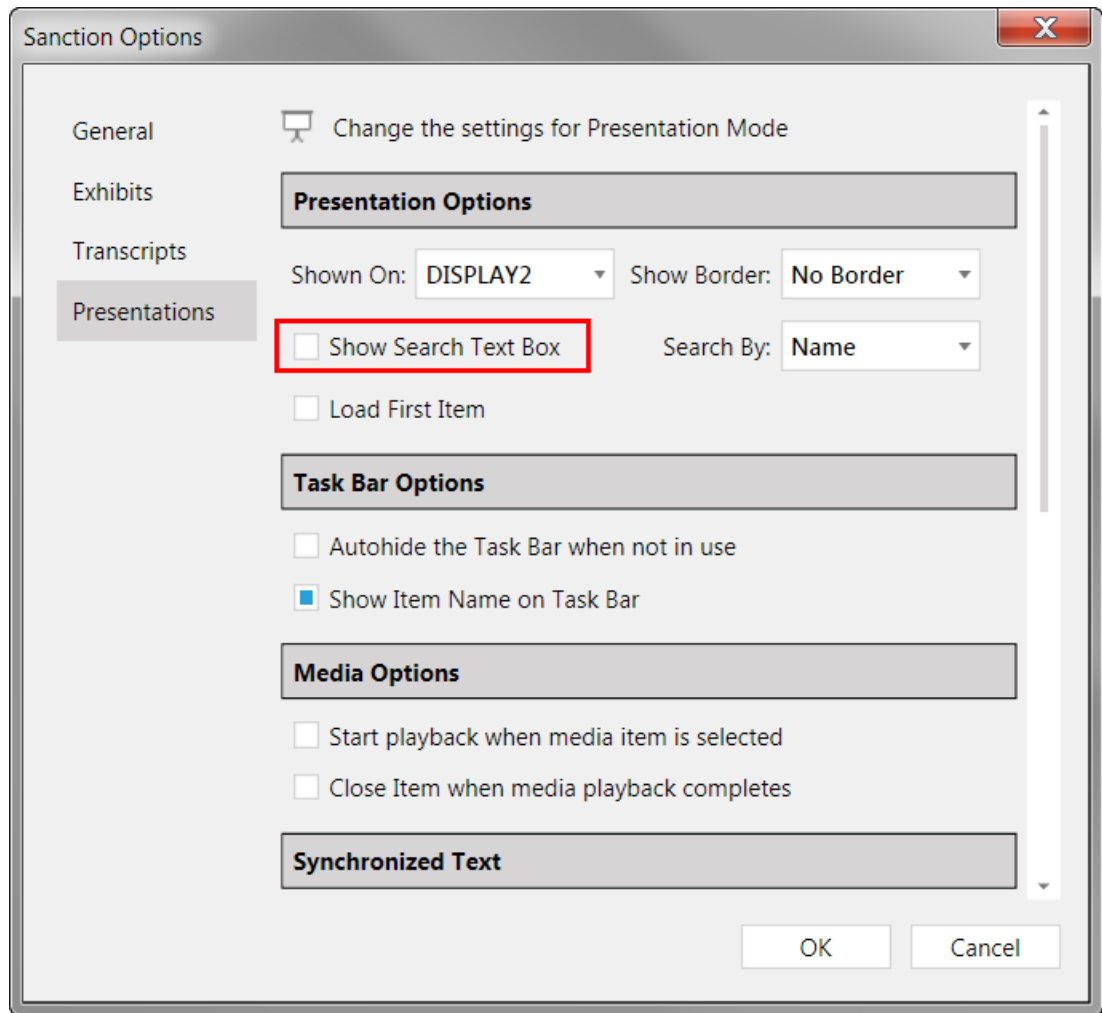 Sanction Options
General
Exhibits
Transcripts
Presentations
Change the settings for Presentation Mode
Presentation Options
Shown On: DISPLAY2 Show Border: No Border
Show Search Text Box Search By: Name
Load First Item
Task Bar Options
Autohide the Task Bar when not in use
Show Item Name on Task Bar
Media Options
Start playback when media item is selected
Close Item when media playback completes
Synchronized Text
OK Cancel